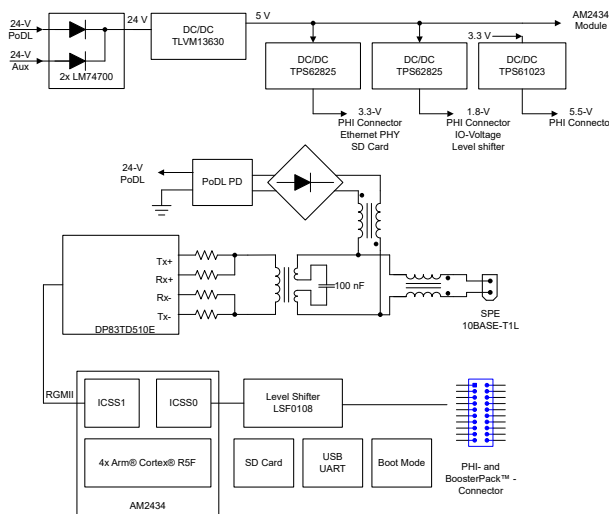 24-V
PoDL
24-V
Aux
2x LM74700
24 V
DC/DC
TLVM13630
5 V
AM2434
Module
DC/DC
TPS62825
DC/DC
TPS62825
3.3 V
DC/DC
TPS61023
3.3-V
PHI Connector
Ethernet PHY
SD Card
1.8-V
PHI Connector
IO-Voltage
Level shifter
5.5-V
PHI Connector
24-V
PoDL
PoDL PD
Tx+
Rx+
Rx-
Tx-
DP83TD510E
100 nF
SPE
10BASE-T1L
RGMII
ICSS1
ICSS0
Level Shifter
LSF0108
4x Arm® Cortex® R5F
AM2434
SD Card
USB
UART
Boot Mode
PHI- and
BoosterPack™ -
Connector